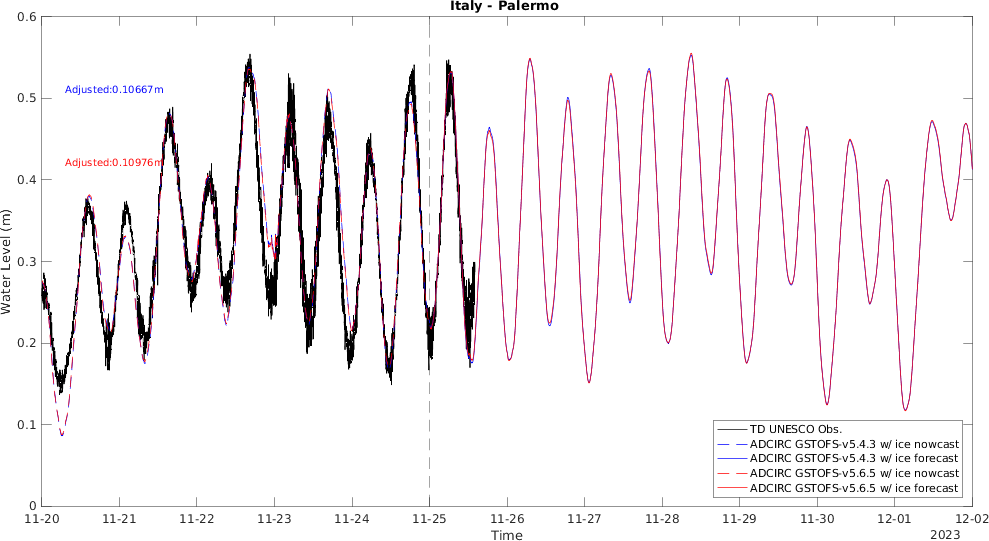 Italy - Palermo
0.6
0.5
0.4
0.3
0.2
0.1
0
Water Level (m)
Adjusted:0.10667m
Adjusted:0.10976m
TD UNESCO Obs.
ADCIRC GSTOFS-v5.4.3 w/ ice nowcast
ADCIRC GSTOFS-v5.4.3 w/ ice forecast
ADCIRC GSTOFS-v5.6.5 w/ ice nowcast
ADCIRC GSTOFS-v5.6.5 w/ ice forecast
11-20 11-21 11-22 11-23 11-24 11-25 11-26 11-27 11-28 11-29 11-30 12-01 12-02
Time
2023